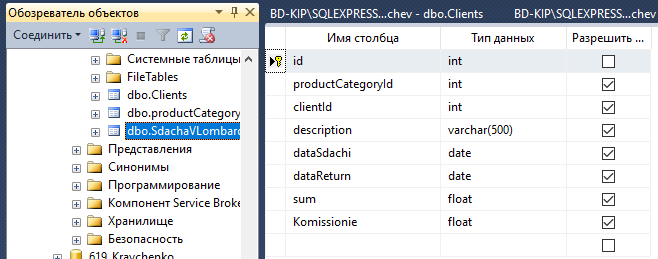 Обозреватель объектов
Соединить
Системные таблицы
FileTables
dbo.Clients
dbo.productCategory
dbo.SdachaVLombard
Представления
Синонимы
Программирование
Компонент Service Broke
Хранилище
Безопасность
619_Kravchenko
BD-KIP\SQLEXPRESS...chev - dbo.Clients
BD-KIP\SQLEXPRESS...chev
Имя столбца Тип данных Разрешить ...
id int
productCategoryId int
clientId int
description varchar(500)
dataSdachi date
dataReturn date
sum float
Komissionie float